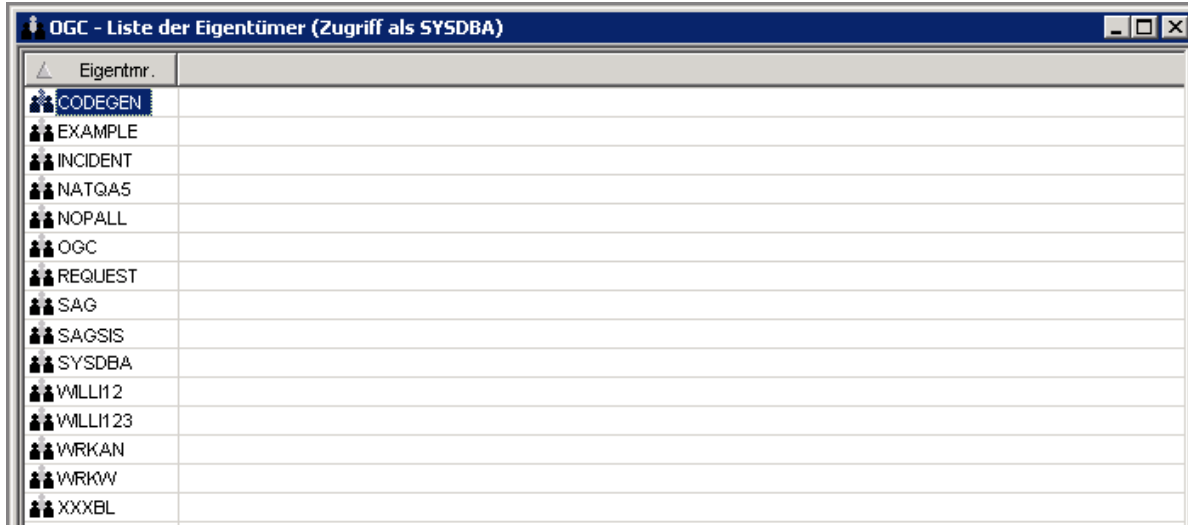 OGC - Liste der Eigentümer (Zugriff als SYSDBA)
Eigentmr.
CODEGEN
EXAMPLE
INCIDENT
NATQA5
NOPALL
OGC
REQUEST
SAG
SAGSIS
SYSDBA
WILLI12
WILLI123
WRKAN
WRKW
XXXBL